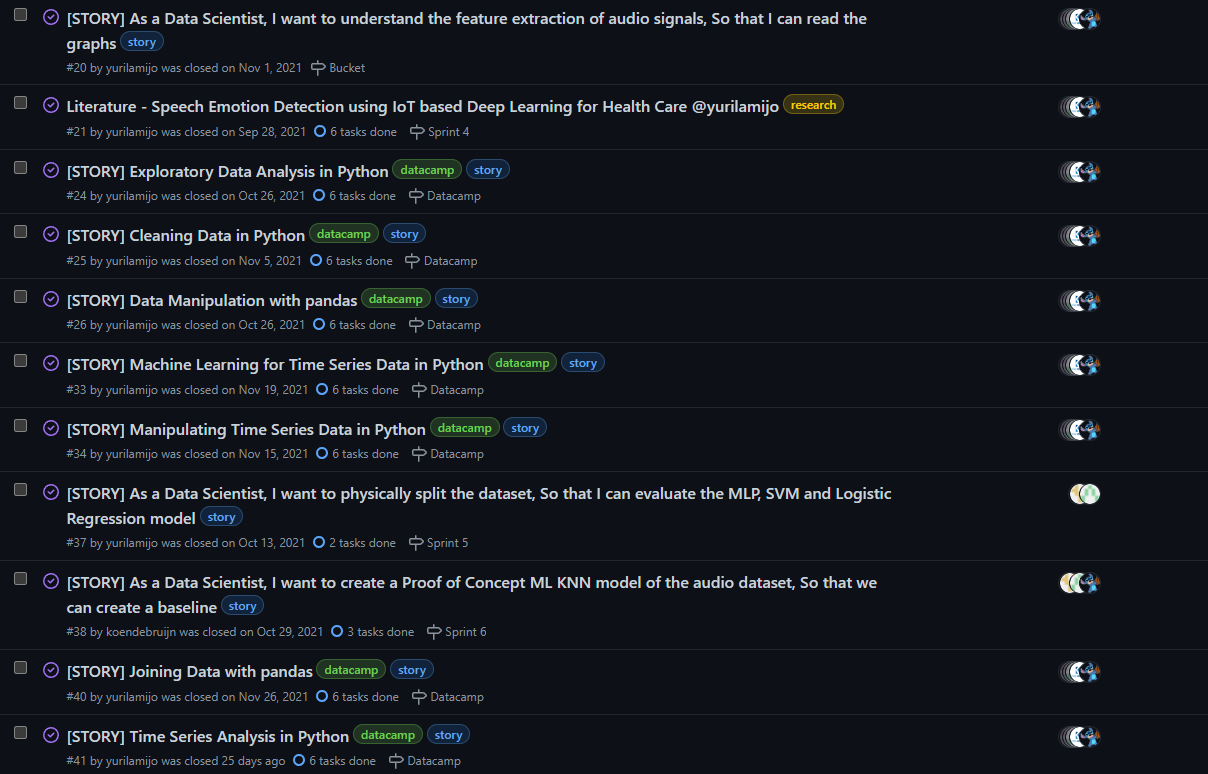 [STORY] As a Data Scientist, I want to understand the feature extraction of audio signals, So that I can read the
graphs story
#20 by yurilamijo was closed on Nov 1, 2021 Bucket
Literature - Speech Emotion Detection using IoT based Deep Learning for Health Care @yurilamijo research
#21 by yurilamijo was closed on Sep 28, 2021 6 tasks done Sprint 4
[STORY] Exploratory Data Analysis in Python datacamp story
#24 by yurilamijo was closed on Oct 26, 2021 6 tasks done Datacamp
[STORY] Cleaning Data in Python datacamp story
#25 by yurilamijo was closed on Nov 5, 2021 6 tasks done Datacamp
[STORY] Data Manipulation with pandas datacamp story
#26 by yurilamijo was closed on Oct 26, 2021 6 tasks done Datacamp
[STORY] Machine Learning for Time Series Data in Python datacamp story
#33 by yurilamijo was closed on Nov 19, 2021 6 tasks done Datacamp
[STORY] Manipulating Time Series Data in Python datacamp story
#34 by yurilamijo was closed on Nov 15, 2021 6 tasks done Datacamp
[STORY] As a Data Scientist, I want to physically split the dataset, So that I can evaluate the MLP, SVM and Logistic
Regression model story
#37 by yurilamijo was closed on Oct 13, 2021 2 tasks done Sprint 5
[STORY] As a Data Scientist, I want to create a Proof of Concept ML KNN model of the audio dataset, So that we
can create a baseline story
#38 by koendebruijn was closed on Oct 29, 2021 3 tasks done Sprint 6
[STORY] Joining Data with pandas datacamp story
#40 by yurilamijo was closed on Nov 26, 2021 6 tasks done Datacamp
[STORY] Time Series Analysis in Python datacamp story
#41 by yurilamijo was closed 25 days ago 6 tasks done Datacamp